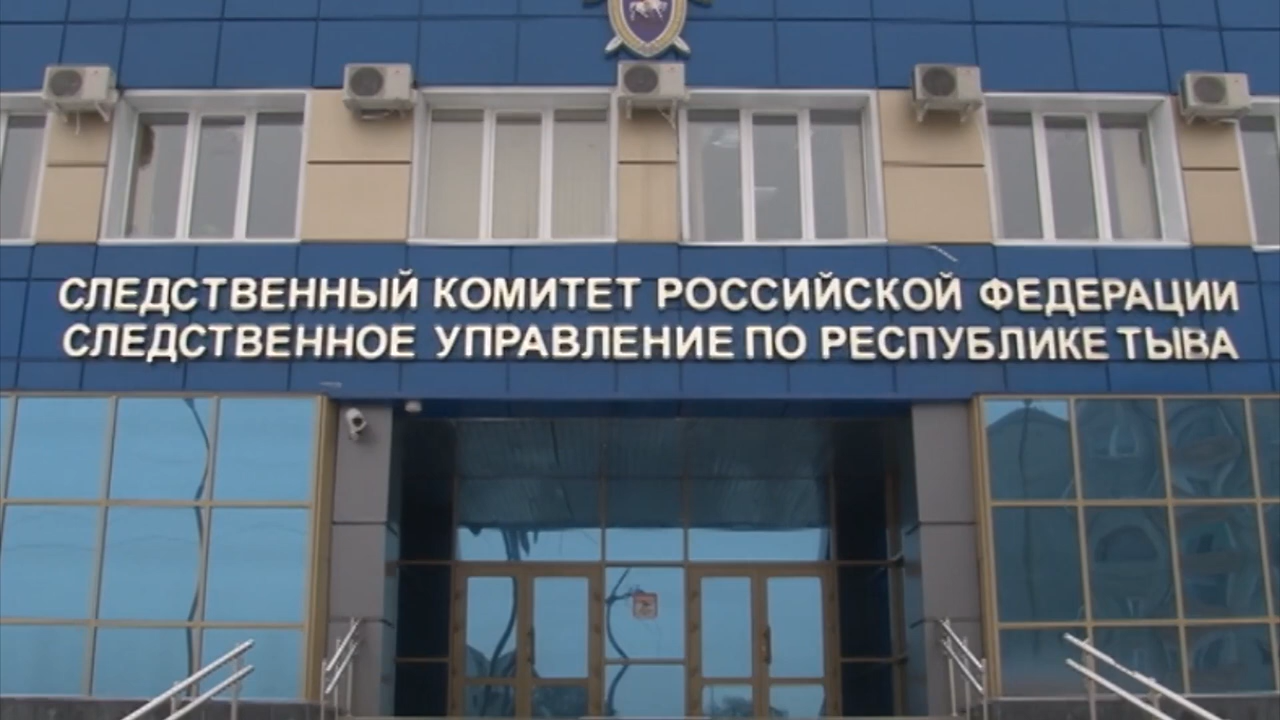 СЛЕДСТВЕННЫЙ КОМИТЕТ РОССИЙСКОЙ ФЕДЕРАЦИИ
СЛЕДСТВЕННОЕ УПРАВЛЕНИЕ ПО РЕСПУБЛИКЕ ТЫВА